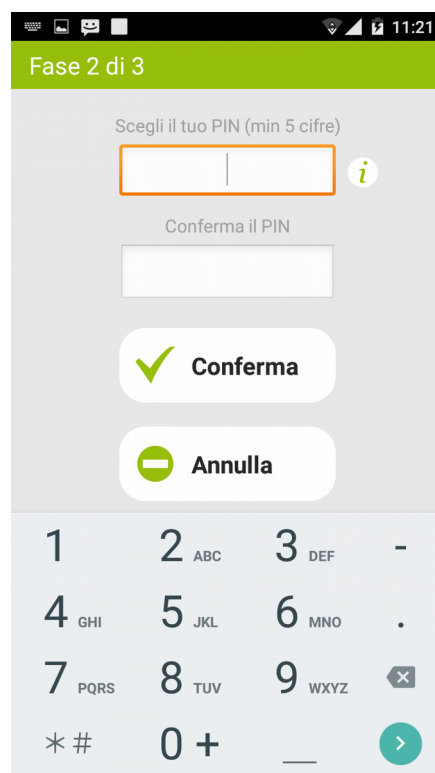 11:21
Fase 2 di 3
Scegli il tuo PIN (min 5 cifre)
i
Conferma il PIN
Conferma
Annulla
1 2 ABC 3 DEF -
4 GHI 5 JKL 6 MNO .
7 PQRS 8 TUV 9 WXYZ
*# 0 + _